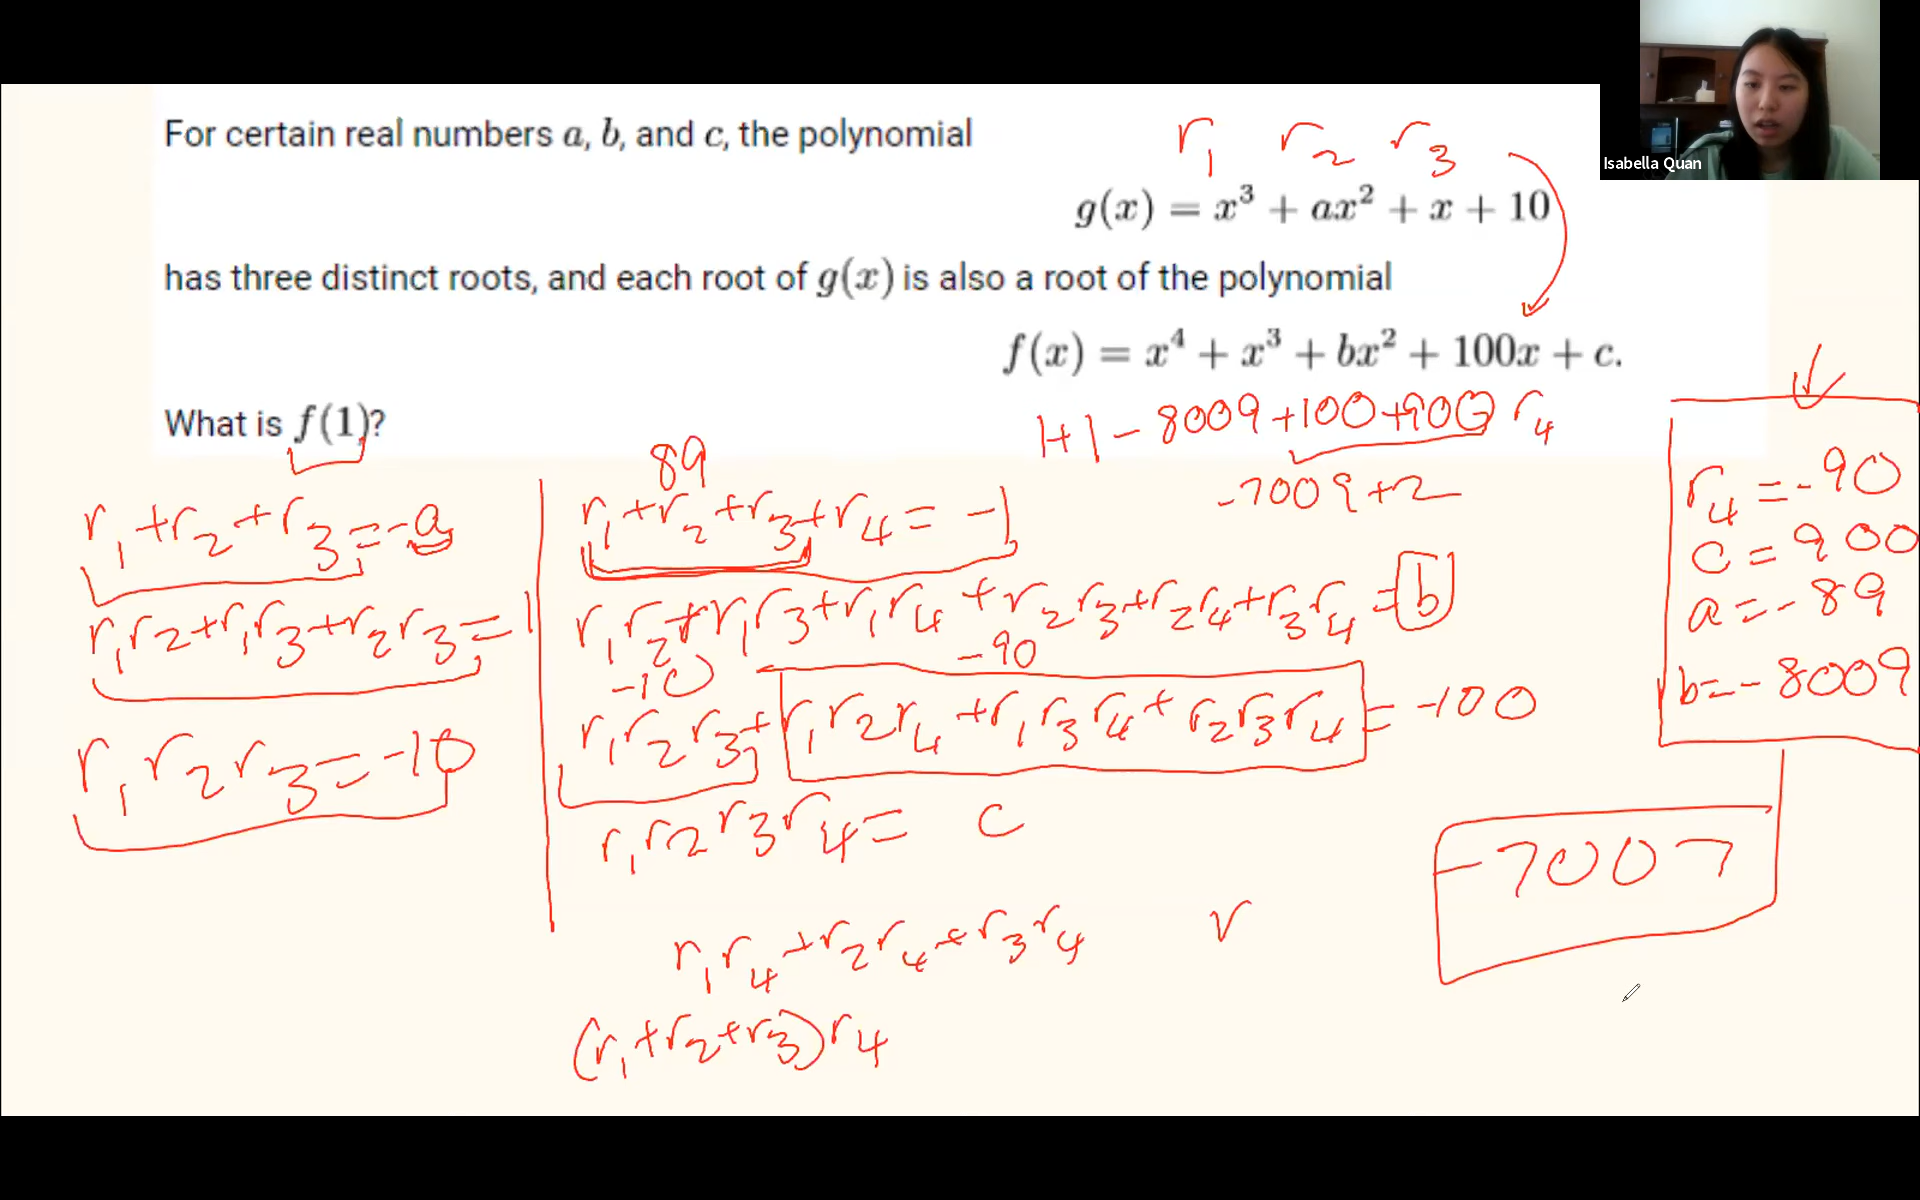 For certain real numbers a, b, and c, the polynomial
r₁ r₂ r₃
g(x) = x³ + ax² + x + 10
has three distinct roots, and each root of g(x) is also a root of the polynomial
f(x) = x⁴ + x³ + bx² + 100x + c.
What is f(1)?
1+1-8009+100+900 r₄
-7009+2
Isabella Quan
r₁+r₂+r₃=-a
r₁r₂+r₁r₃+r₂r₃=1
r₁r₂r₃=-10
89
r₁+r₂+r₃+r₄=-1
r₁r₂+r₁r₃+r₁r₄+r₂r₃+r₂r₄+r₃r₄=b
-10 -90
r₁r₂r₃+r₁r₂r₄+r₁r₃r₄+r₂r₃r₄=-100
r₁r₂r₃r₄=c
r₁r₄+r₂r₄+r₃r₄ r
(r₁+r₂+r₃)r₄
r₄=-90
c=900
a=-89
b=-8009
-7007